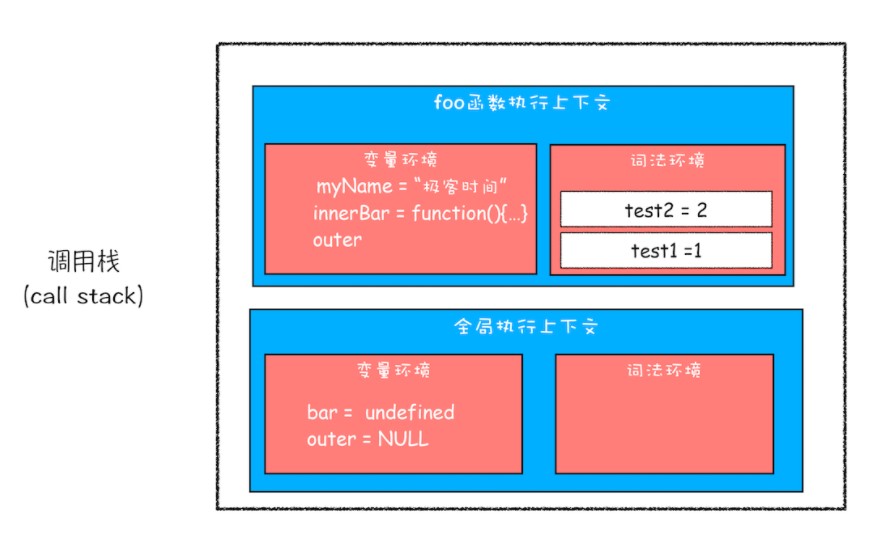 foo函数执行上下文
变量环境
myName = “极客时间”
innerBar = function(){...}
outer
词法环境
test2 = 2
test1 =1
调用栈
(call stack)
全局执行上下文
变量环境
bar =  undefined
outer = NULL
词法环境